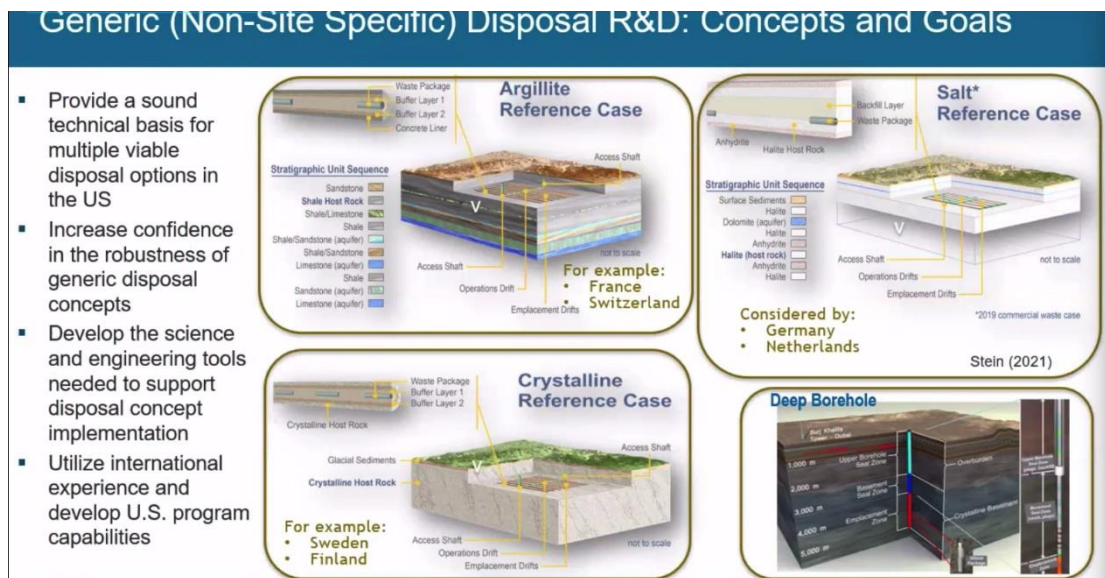 Generic (Non-Site Specific) Disposal R&D: Concepts and Goals
▪ Provide a sound
technical basis for
multiple viable
disposal options in
the US
▪ Increase confidence
in the robustness of
generic disposal
concepts
▪ Develop the science
and engineering tools
needed to support
disposal concept
implementation
▪ Utilize international
experience and
develop U.S. program
capabilities
Argillite
Reference Case
Waste Package
Buffer Layer 1
Buffer Layer 2
Concrete Liner
Access Shaft
Stratigraphic Unit Sequence
Sandstone
Shale Host Rock
Shale/Limestone
Shale
Shale/Sandstone (aquifer)
Shale/Sandstone
Limestone (aquifer)
Shale
Sandstone (aquifer)
Limestone (aquifer)
V
not to scale
Access Shaft
Operations Drift
Emplacement Drifts
For example:
• France
• Switzerland
Salt*
Reference Case
Backfill Layer
Waste Package
Anhydrite
Halite Host Rock
Stratigraphic Unit Sequence
Surface Sediments
Halite
Dolomite (aquifer)
Halite
Anhydrite
Halite (host rock)
Anhydrite
Halite
V
not to scale
Access Shaft
Operations Drifts
Emplacement Drifts
Considered by:
• Germany
• Netherlands
*2019 commercial waste case
Stein (2021)
Crystalline
Reference Case
Waste Package
Buffer Layer 1
Buffer Layer 2
Crystalline Host Rock
Access Shaft
Glacial Sediments
V
Crystalline Host Rock
For example:
• Sweden
• Finland
Access Shaft
Operations Drift
Emplacement Drifts
not to scale
Deep Borehole
Burj Khalifa
Tower - Dubai
1,000 m
2,000 m
3,000 m
4,000 m
5,000 m
Upper Borehole
Seal Zone
Basement
Seal Zone
Emplacement
Zone
Overburden
Crystalline Basement